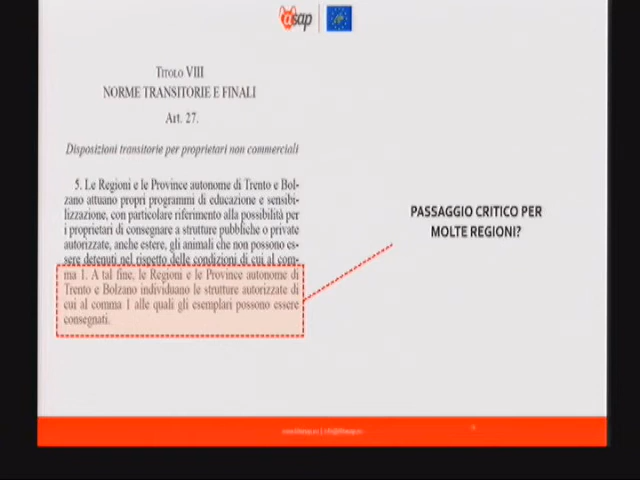 asap
TITOLO VIII
NORME TRANSITORIE E FINALI
Art. 27.
Disposizioni transitorie per proprietari non commerciali
5. Le Regioni e le Province autonome di Trento e Bol-
zano attuano propri programmi di educazione e sensibi-
lizzazione, con particolare riferimento alla possibilità per
i proprietari di consegnare a strutture pubbliche o private
autorizzate, anche estere, gli animali che non possono es-
sere detenuti nel rispetto delle condizioni di cui al com-
ma 1. A tal fine, le Regioni e le Province autonome di
Trento e Bolzano individuano le strutture autorizzate di
cui al comma 1 alle quali gli esemplari possono essere
consegnati.
PASSAGGIO CRITICO PER
MOLTE REGIONI?